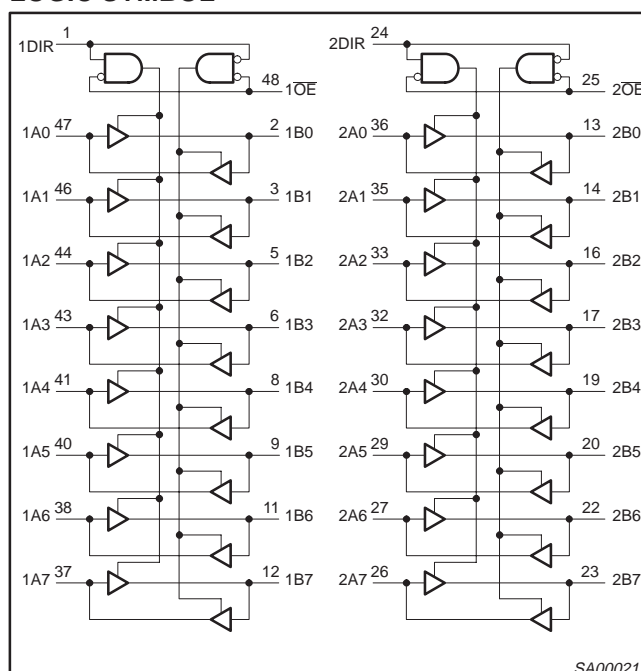 LOGIC SYMBOL
1DIR 1
48 1OE
1A0 47 2 1B0
1A1 46 3 1B1
1A2 44 5 1B2
1A3 43 6 1B3
1A4 41 8 1B4
1A5 40 9 1B5
1A6 38 11 1B6
1A7 37 12 1B7
2DIR 24
25 2OE
2A0 36 13 2B0
2A1 35 14 2B1
2A2 33 16 2B2
2A3 32 17 2B3
2A4 30 19 2B4
2A5 29 20 2B5
2A6 27 22 2B6
2A7 26 23 2B7
SA00021